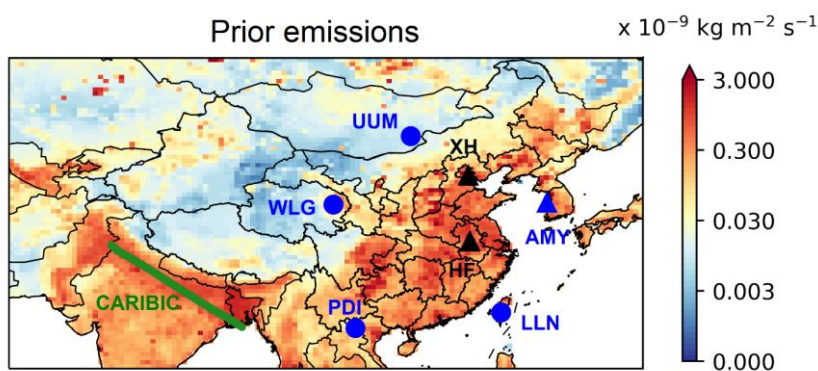 Prior emissions
x 10⁻⁹ kg m⁻² s⁻¹
3.000
UUM
XH
0.300
WLG
AMY
0.030
HF
CARIBIC
0.003
PDI
LLN
0.000